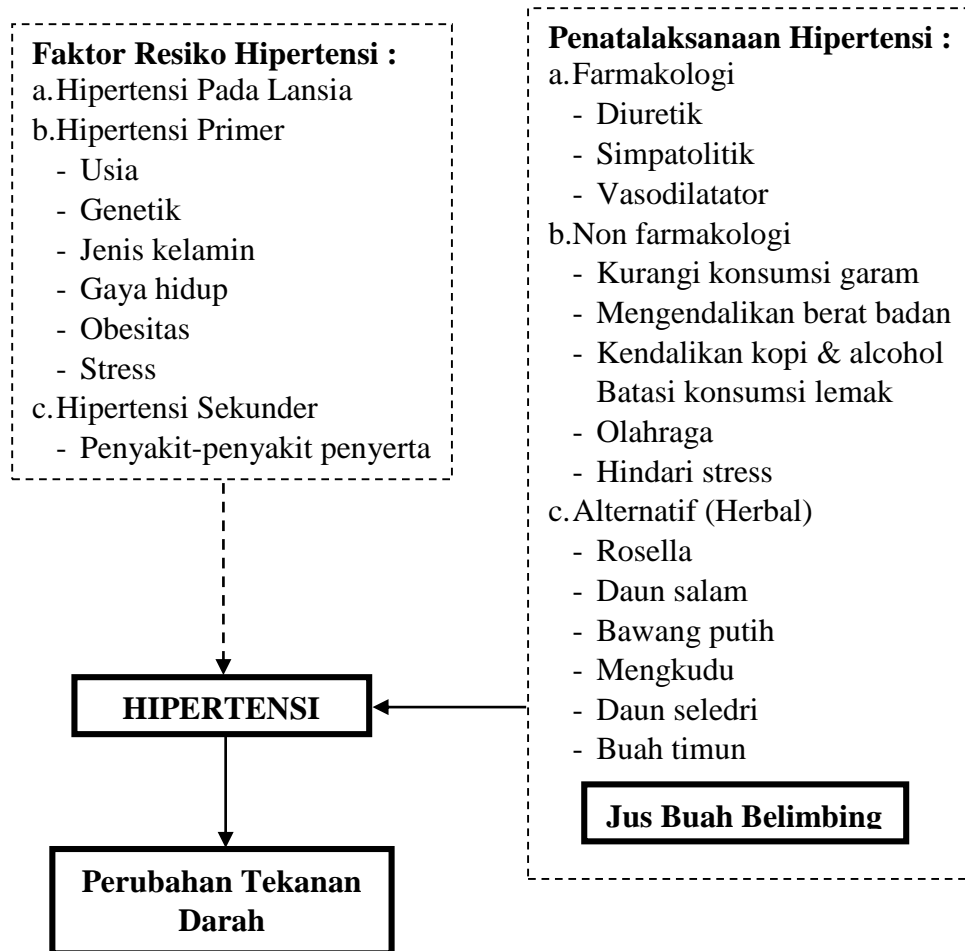 Faktor Resiko Hipertensi :
a.Hipertensi Pada Lansia
b.Hipertensi Primer
- Usia
- Genetik
- Jenis kelamin
- Gaya hidup
- Obesitas
- Stress
c.Hipertensi Sekunder
- Penyakit-penyakit penyerta
Penatalaksanaan Hipertensi :
a.Farmakologi
- Diuretik
- Simpatolitik
- Vasodilatator
b.Non farmakologi
- Kurangi konsumsi garam
- Mengendalikan berat badan
- Kendalikan kopi & alcohol
Batasi konsumsi lemak
- Olahraga
- Hindari stress
c.Alternatif (Herbal)
- Rosella
- Daun salam
- Bawang putih
- Mengkudu
- Daun seledri
- Buah timun
Jus Buah Belimbing
HIPERTENSI
Perubahan Tekanan
Darah